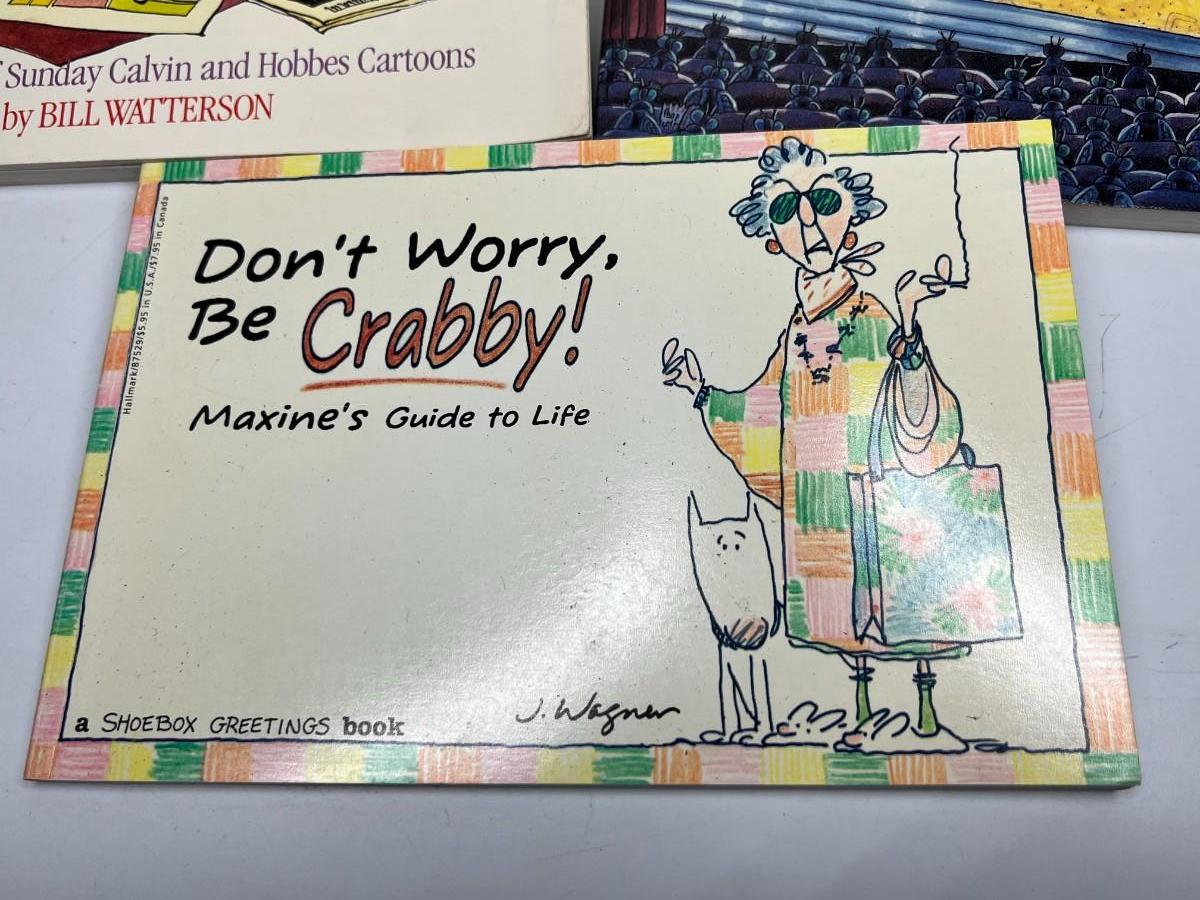 Sunday Calvin and Hobbes Cartoons
by BILL WATTERSON
Hallmark/87529/$5.95 in U.S.A./$7.95 in Canada
Don't Worry,
Be Crabby!
Maxine's Guide to Life
a SHOEBOX GREETINGS book
J. Wagner